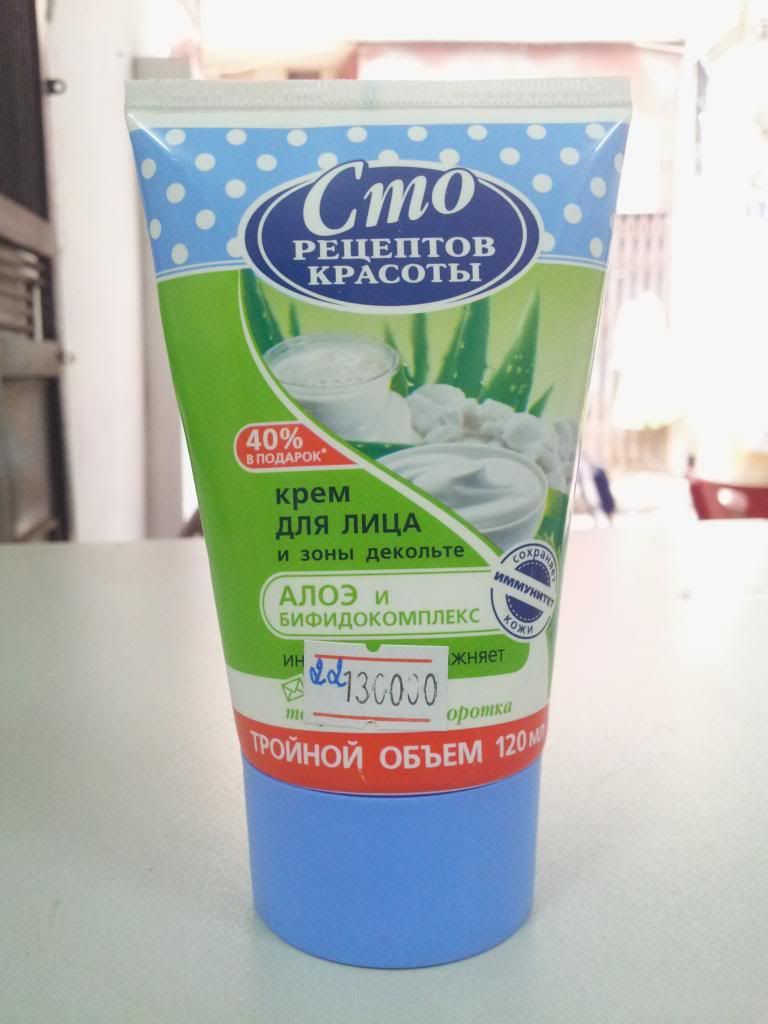 Сто
РЕЦЕПТОВ
КРАСОТЫ
40%
В ПОДАРОК*
крем
ДЛЯ ЛИЦА
и зоны декольте
сохраняет
ИММУНИТЕТ
кожи
АЛОЭ и
БИФИДОКОМПЛЕКС
22
130000
ТРОЙНОЙ ОБЪЕМ 120 мл